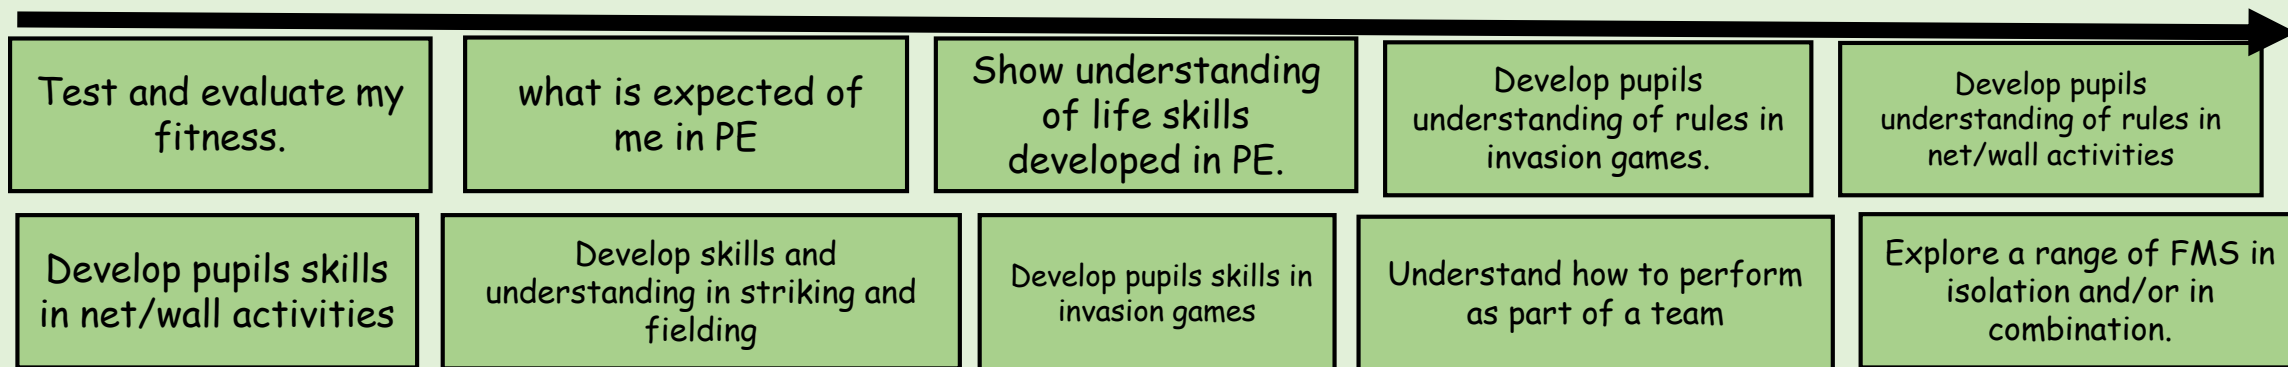 Test and evaluate my
fitness.
what is expected of
me in PE
Show understanding
of life skills
developed in PE.
Develop pupils
understanding of rules in
invasion games.
Develop pupils
understanding of rules in
net/wall activities
Develop pupils skills
in net/wall activities
Develop skills and
understanding in striking and
fielding
Develop pupils skills in
invasion games
Understand how to perform
as part of a team
Explore a range of FMS in
isolation and/or in
combination.